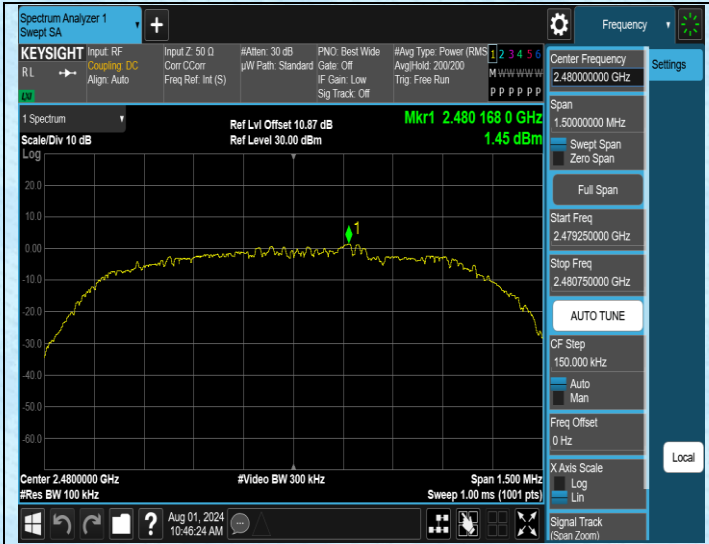 Spectrum Analyzer 1
Swept SA
Frequency
KEYSIGHT
RL
LXI
Input: RF
Coupling: DC
Align: Auto
Input Z: 50 Ω
Corr CCorr
Freq Ref: Int (S)
#Atten: 30 dB
µW Path: Standard
PNO: Best Wide
Gate: Off
IF Gain: Low
Sig Track: Off
#Avg Type: Power (RMS
Avg|Hold: 200/200
Trig: Free Run
1 2 3 4 5 6
M W W W W W
P P P P P P
Settings
1 Spectrum
Scale/Div 10 dB
Log
Ref Lvl Offset 10.87 dB
Ref Level 30.00 dBm
Mkr1 2.480 168 0 GHz
1.45 dBm
20.0
10.0
0.00
-10.0
-20.0
-30.0
-40.0
-50.0
-60.0
1
Center 2.4800000 GHz
#Res BW 100 kHz
#Video BW 300 kHz
Span 1.500 MHz
Sweep 1.00 ms (1001 pts)
Center Frequency
2.480000000 GHz
Span
1.50000000 MHz
Swept Span
Zero Span
Full Span
Start Freq
2.479250000 GHz
Stop Freq
2.480750000 GHz
AUTO TUNE
CF Step
150.000 kHz
Auto
Man
Freq Offset
0 Hz
X Axis Scale
Log
Lin
Signal Track
(Span Zoom)
Local
?
Aug 01, 2024
10:46:24 AM